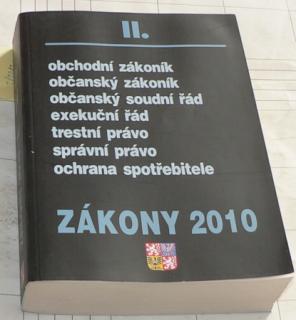 II.
obchodní zákoník
občanský zákoník
občanský soudní řád
exekuční řád
trestní právo
správní právo
ochrana spotřebitele
ZÁKONY 2010